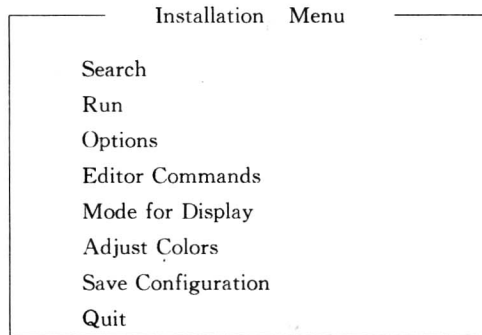 Installation Menu
Search
Run
Options
Editor Commands
Mode for Display
Adjust Colors
Save Configuration
Quit